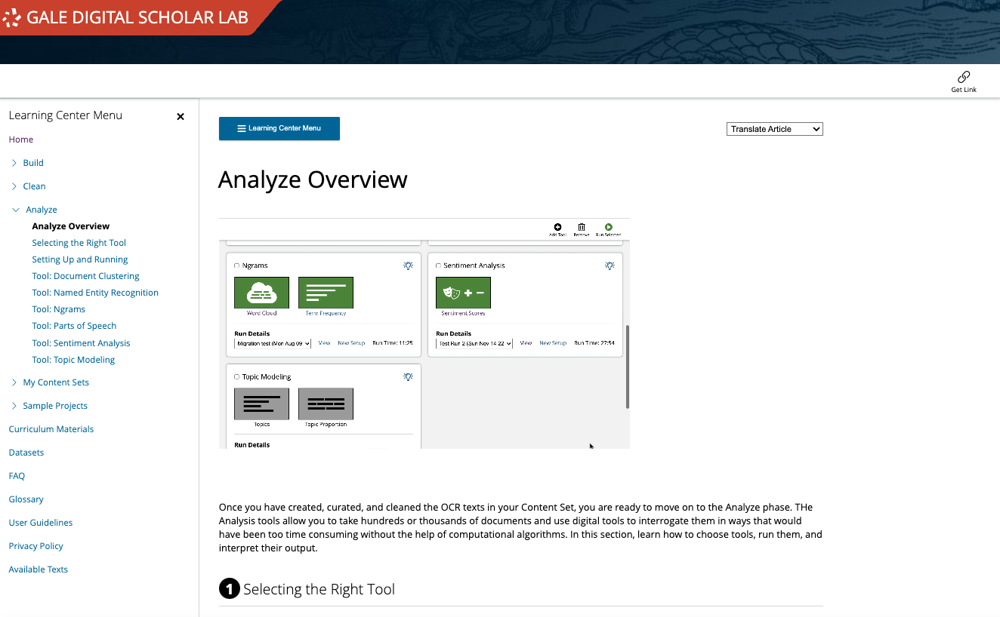 GALE DIGITAL SCHOLAR LAB
Get Link
Learning Center Menu
Home
Build
Clean
Analyze
Analyze Overview
Selecting the Right Tool
Setting Up and Running
Tool: Document Clustering
Tool: Named Entity Recognition
Tool: Ngrams
Tool: Parts of Speech
Tool: Sentiment Analysis
Tool: Topic Modeling
My Content Sets
Sample Projects
Curriculum Materials
Datasets
FAQ
Glossary
User Guidelines
Privacy Policy
Available Texts
Learning Center Menu
Translate Article
Analyze Overview
Add Tool Remove Run Selected
Ngrams
Word Cloud Term Frequency
Run Details
Migration test (Mon Aug 09 View New Setup Run Time: 11:25
Sentiment Analysis
Sentiment Scores
Run Details
Test Run 2 (Sun Nov 14 22 View New Setup Run Time: 27:54
Topic Modeling
Topics Topic Proportion
Run Details
Once you have created, curated, and cleaned the OCR texts in your Content Set, you are ready to move on to the Analyze phase. THe
Analysis tools allow you to take hundreds or thousands of documents and use digital tools to interrogate them in ways that would
have been too time consuming without the help of computational algorithms. In this section, learn how to choose tools, run them, and
interpret their output.
1 Selecting the Right Tool